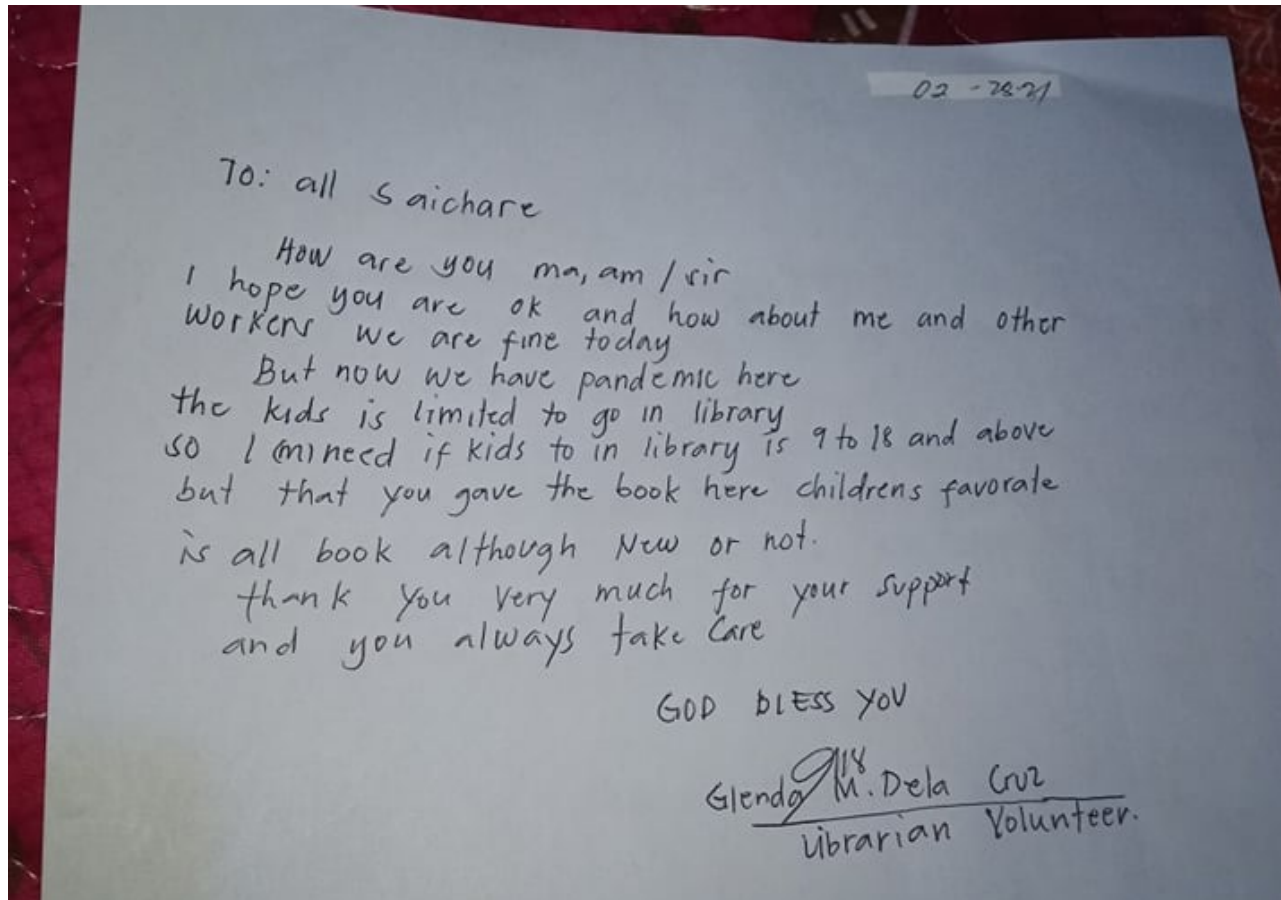 02 -28-21
To: all saichare
How are you ma, am / sir
I hope you are ok and how about me and other
workers we are fine today
But now we have pandemic here
the kids is limited to go in library
so I (m) need if kids to in library is 9 to 18 and above
but that you gave the book here childrens favorate
is all book although New or not.
thank you very much for your support
and you always take Care
GOD BLESS YOU
Glenda M. Dela Cruz
Librarian Volunteer.